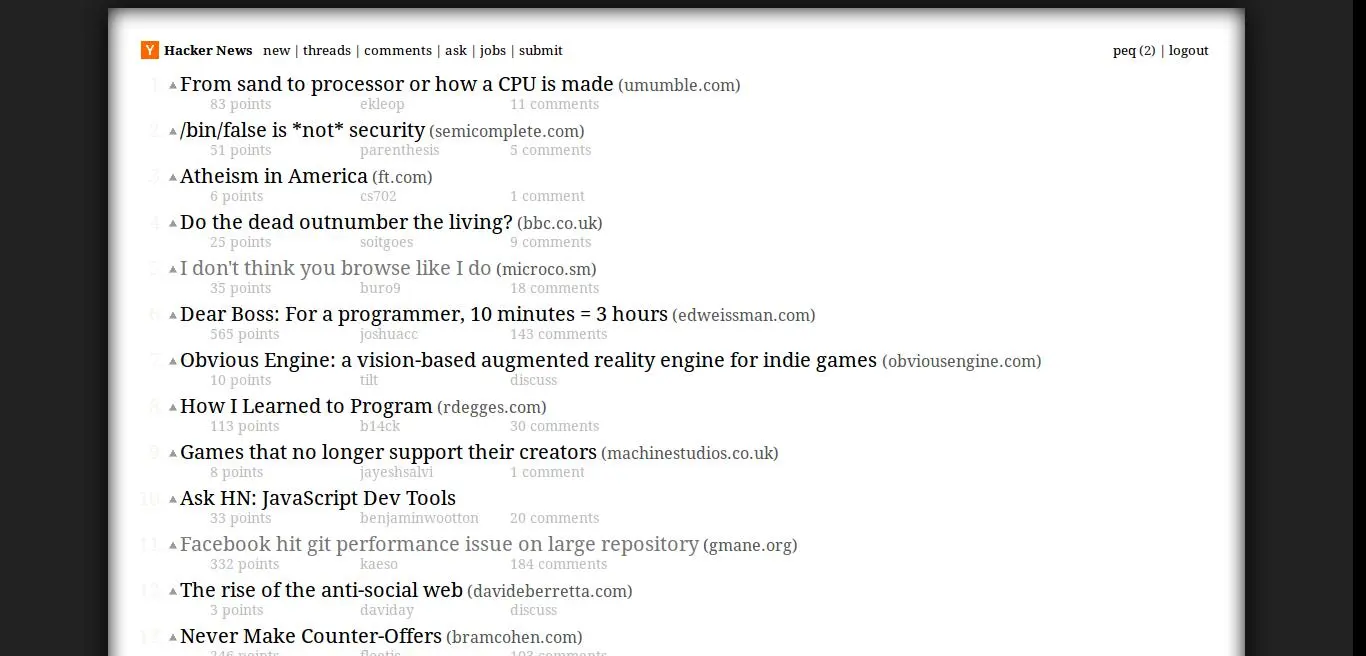 Y Hacker News new | threads | comments | ask | jobs | submit peq (2) | logout
1. From sand to processor or how a CPU is made (umumble.com)
83 points ekleop 11 comments
2. /bin/false is *not* security (semicomplete.com)
51 points parenthesis 5 comments
3. Atheism in America (ft.com)
6 points cs702 1 comment
4. Do the dead outnumber the living? (bbc.co.uk)
25 points soitgoes 9 comments
5. I don't think you browse like I do (microco.sm)
35 points buro9 18 comments
6. Dear Boss: For a programmer, 10 minutes = 3 hours (edweissman.com)
565 points joshuacc 143 comments
7. Obvious Engine: a vision-based augmented reality engine for indie games (obviousengine.com)
10 points tilt discuss
8. How I Learned to Program (rdegges.com)
113 points b14ck 30 comments
9. Games that no longer support their creators (machinestudios.co.uk)
8 points jayeshsalvi 1 comment
10. Ask HN: JavaScript Dev Tools
33 points benjaminwootton 20 comments
11. Facebook hit git performance issue on large repository (gmane.org)
332 points kaeso 184 comments
12. The rise of the anti-social web (davideberretta.com)
3 points daviday discuss
13. Never Make Counter-Offers (bramcohen.com)
246 points 103 comments